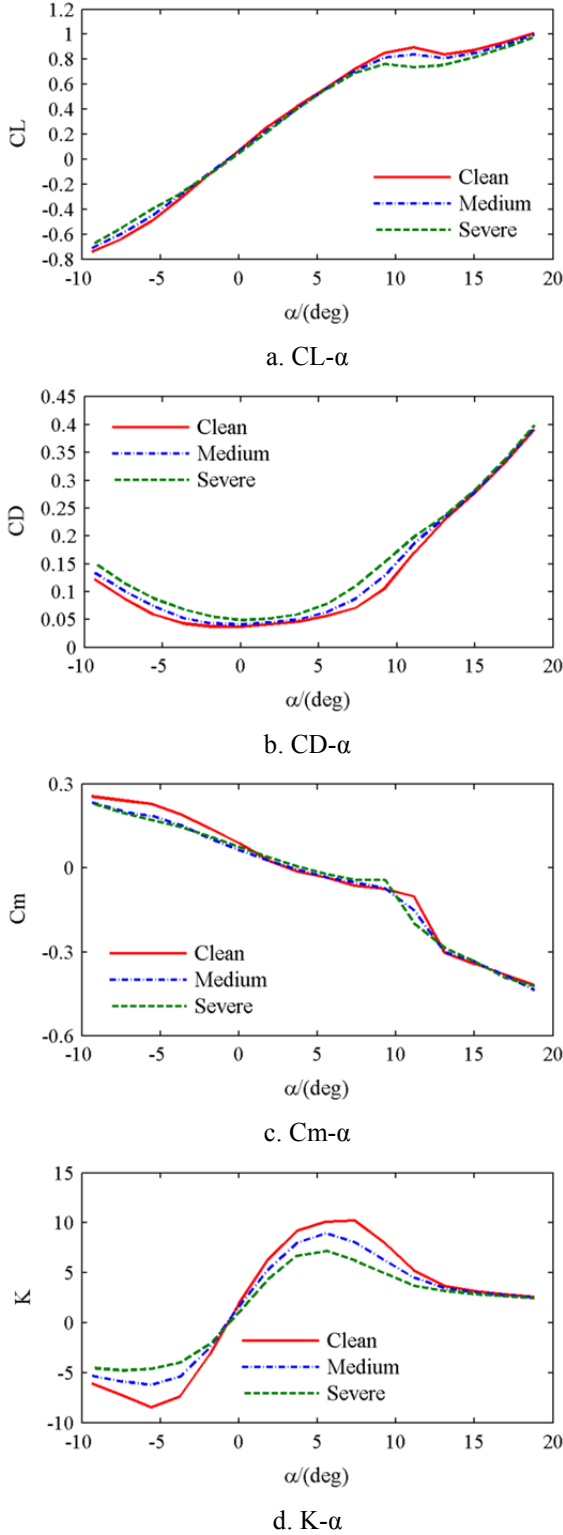 1.2
1
0.8
0.6
0.4
0.2
0
-0.2
-0.4
-0.6
-0.8
CL
Clean
Medium
Severe
-10 -5 0 5 10 15 20
α/(deg)
a. CL-α
0.45
0.4
0.35
0.3
0.25
0.2
0.15
0.1
0.05
0
CD
Clean
Medium
Severe
-10 -5 0 5 10 15 20
α/(deg)
b. CD-α
0.3
0
-0.3
-0.6
Cm
Clean
Medium
Severe
-10 -5 0 5 10 15 20
α/(deg)
c. Cm-α
15
10
5
0
-5
-10
K
Clean
Medium
Severe
-10 -5 0 5 10 15 20
α/(deg)
d. K-α